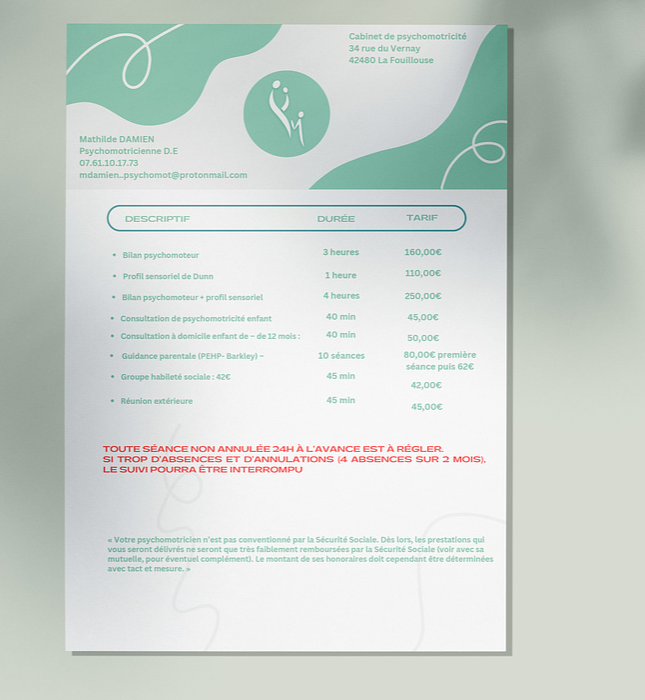 Cabinet de psychomotricité
34 rue du Vernay
42480 La Fouillouse
Mathilde DAMIEN
Psychomotricienne D.E
07.61.10.17.73
mdamien..psychomot@protonmail.com
DESCRIPTIF DURÉE TARIF
• Bilan psychomoteur 3 heures 160,00€
• Profil sensoriel de Dunn 1 heure 110,00€
• Bilan psychomoteur + profil sensoriel 4 heures 250,00€
• Consultation de psychomotricité enfant 40 min 45,00€
• Consultation à domicile enfant de – de 12 mois : 40 min 50,00€
• Guidance parentale (PEHP- Barkley) – 10 séances 80,00€ première
séance puis 62€
• Groupe habileté sociale : 42€ 45 min 42,00€
• Réunion extérieure 45 min 45,00€
TOUTE SÉANCE NON ANNULÉE 24H À L'AVANCE EST À RÉGLER.
SI TROP D'ABSENCES ET D'ANNULATIONS (4 ABSENCES SUR 2 MOIS),
LE SUIVI POURRA ÊTRE INTERROMPU
« Votre psychomotricien n'est pas conventionné par la Sécurité Sociale. Dès lors, les prestations qui
vous seront délivrés ne seront que très faiblement remboursées par la Sécurité Sociale (voir avec sa
mutuelle, pour éventuel complément). Le montant de ses honoraires doit cependant être déterminées
avec tact et mesure. »